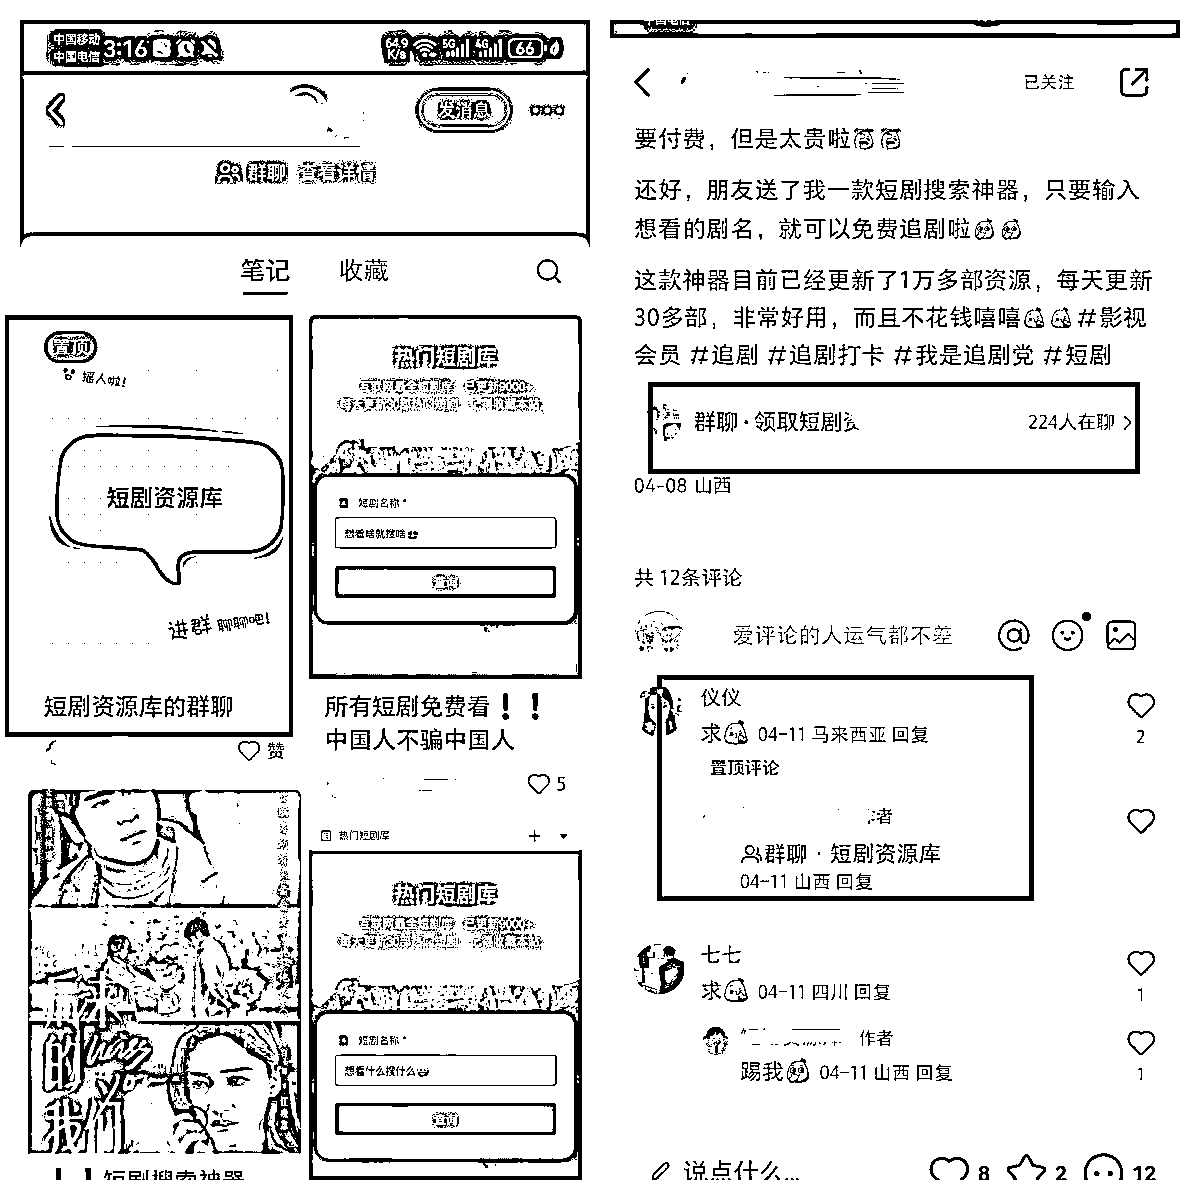 中国移动
中国电信
3:16
64.9 K/s
5G
4G
66
发消息
群聊 查看详情
笔记 收藏
置顶
摇人啦!
短剧资源库
进群 聊聊吧!
短剧资源库的群聊
赞
热门短剧库
短剧名称*
想看啥就搜啥
查询
所有短剧免费看❗❗
中国人不骗中国人
5
热门短剧库
热门短剧库
短剧名称*
想看什么搜什么
查询
后来
的
我们
❗❗短剧搜索神器
已关注
要付费，但是太贵啦
还好，朋友送了我一款短剧搜索神器，只要输入
想看的剧名，就可以免费追剧啦
这款神器目前已经更新了1万多部资源，每天更新
30多部，非常好用，而且不花钱嘻嘻 #影视
会员 #追剧 #追剧打卡 #我是追剧党 #短剧
群聊·领取短剧 224人在聊 >
04-08 山西
共 12条评论
爱评论的人运气都不差
仪仪
求 04-11 马来西亚 回复
2
置顶评论
者
群聊 · 短剧资源库
04-11 山西 回复
七七
求 04-11 四川 回复
1
作者
踢我 04-11 山西 回复
1
说点什么...
8 2 12